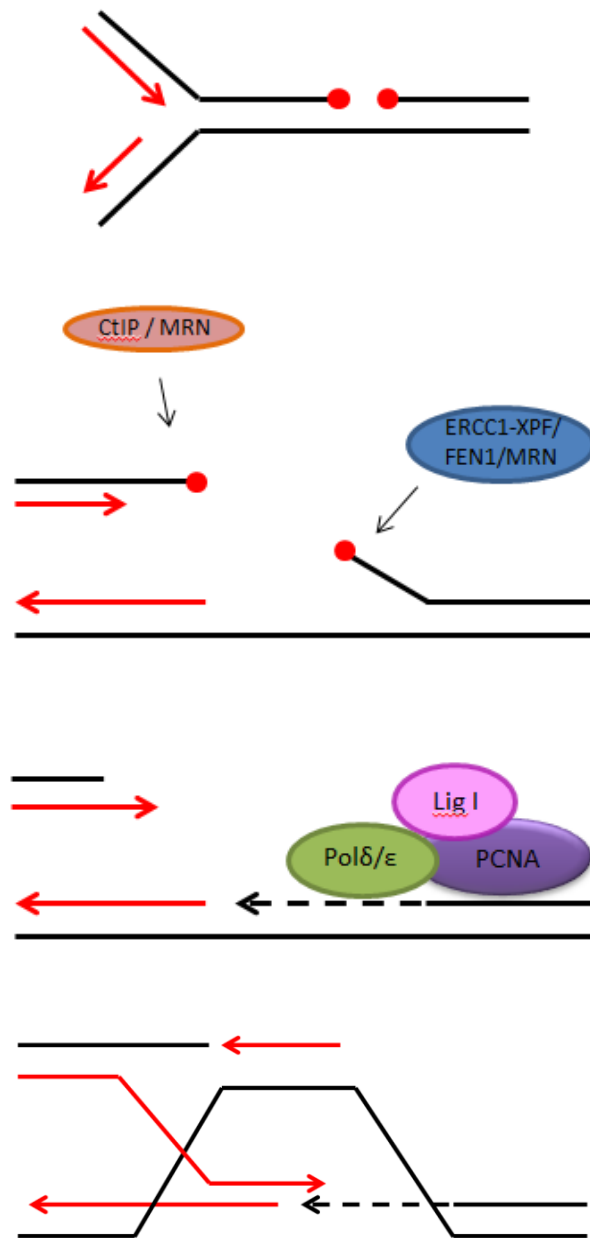 CtIP / MRN
ERCC1-XPF/
FEN1/MRN
Lig I
Polδ/ε
PCNA